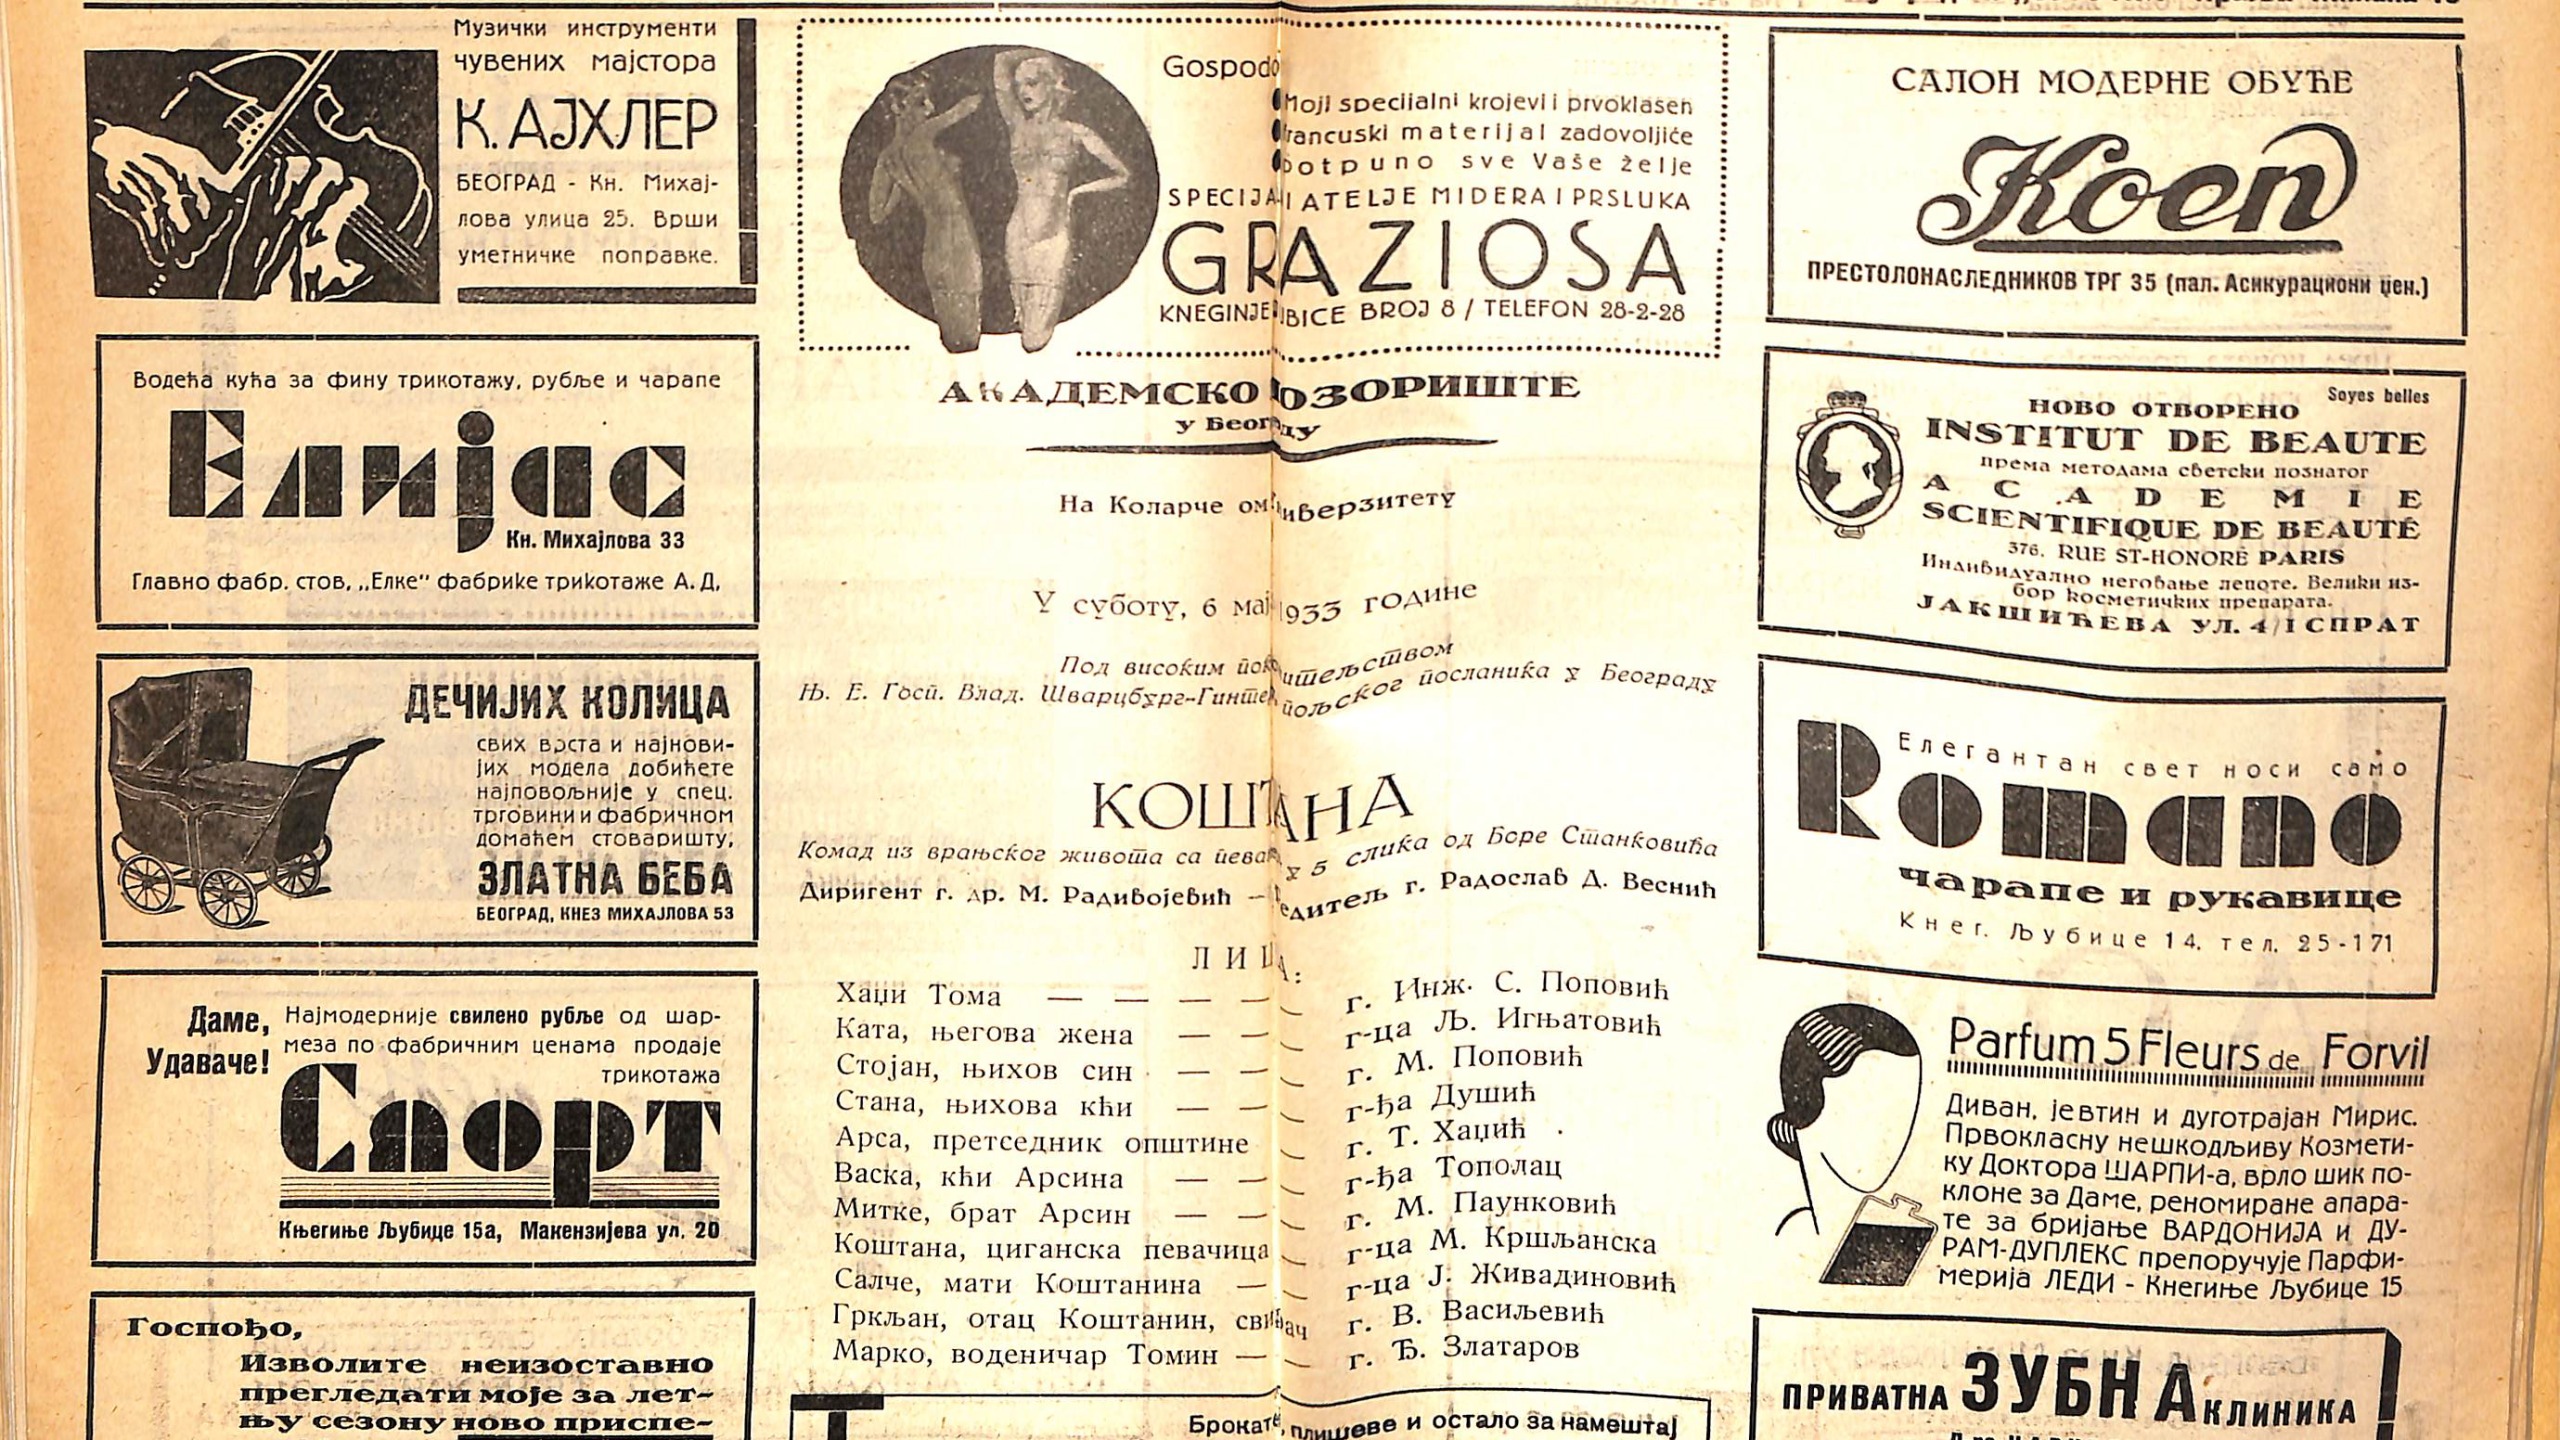 Музички инструменти
чувених мајстора
К. АЈХЛЕР
БЕОГРАД - Кн. Михај-
лова улица 25. Врши
уметничке поправке.
Водећа кућа за фину трикотажу, рубље и чарапе
Елијас
Кн. Михајлова 33
Главно фабр. стов. „Елке" фабрике трикотаже А. Д.
ДЕЧИЈИХ КОЛИЦА
свих врста и најнови-
јих модела добићете
најповољније у спец.
трговини и фабричном
домаћем стоваришту,
ЗЛАТНА БЕБА
БЕОГРАД, КНЕЗ МИХАЈЛОВА 53
Даме,
Удаваче!
Најмодерније свилено рубље од шар-
меза по фабричним ценама продаје
трикотажа
Спорт
Књегиње Љубице 15а, Макензијева ул. 20
Госпођо,
Изволите неизоставно
прегледати моје за лет-
њу сезону ново приспе-
Gospodo
Moji specijalni krojevi i prvoklasen
francuski materijal zadovoljiće
potpuno sve Vaše želje
SPECIJALNI ATELJE MIDERA I PRSLUKA
GRAZIOSA
KNEGINJE LJUBICE BROJ 8 / TELEFON 28-2-28
АКАДЕМСКО ПОЗОРИШТЕ
у Београду
На Коларчевом Универзитету
У суботу, 6 маја 1933 године
Под високим покровитељством
Њ. Е. Госп. Влад. Шварцбург-Гинтера пољског посланика у Београду
КОШТАНА
Комад из врањског живота са певањем у 5 слика од Боре Станковића
Диригент г. др. М. Радивојевић — Редитељ г. Радослав Д. Веснић
ЛИЦА:
Хаџи Тома — — — — — г. Инж. С. Поповић
Ката, његова жена — — — г-ца Љ. Игњатовић
Стојан, њихов син — — — г. М. Поповић
Стана, њихова кћи — — — г-ђа Душић
Арса, претседник општине — г. Т. Хаџић
Васка, кћи Арсина — — — г-ђа Тополац
Митке, брат Арсин — — — г. М. Паунковић
Коштана, циганска певачица — г-ца М. Кршљанска
Салче, мати Коштанина — — г-ца Ј. Живадиновић
Гркљан, отац Коштанин, свирач г. В. Васиљевић
Марко, воденичар Томин — — г. Ђ. Златаров
Брокате, плишеве и остало за намештај
САЛОН МОДЕРНЕ ОБУЋЕ
Коен
ПРЕСТОЛОНАСЛЕДНИКОВ ТРГ 35 (пал. Асикурациони џен.)
Soyes belles
НОВО ОТВОРЕНО
INSTITUT DE BEAUTE
према методама светски познатог
ACADEMIE
SCIENTIFIQUE DE BEAUTÉ
376. RUE ST-HONORÉ PARIS
Индивидуално неговање лепоте. Велики из-
бор косметичких препарата.
ЈАКШИЋЕВА УЛ. 4/I СПРАТ
Елегантан свет носи само
Romano
чарапе и рукавице
Кнег. Љубице 14. тел. 25-171
Parfum 5 Fleurs de Forvil
Диван, јевтин и дуготрајан Мирис.
Првокласну нешкодљиву Козмети-
ку Доктора ШАРПИ-а, врло шик по-
клоне за Даме, реномиране апара-
те за бријање ВАРДОНИЈА и ДУ-
РАМ-ДУПЛЕКС препоручује Парфи-
мерија ЛЕДИ - Кнегиње Љубице 15
ПРИВАТНА ЗУБНА КЛИНИКА!